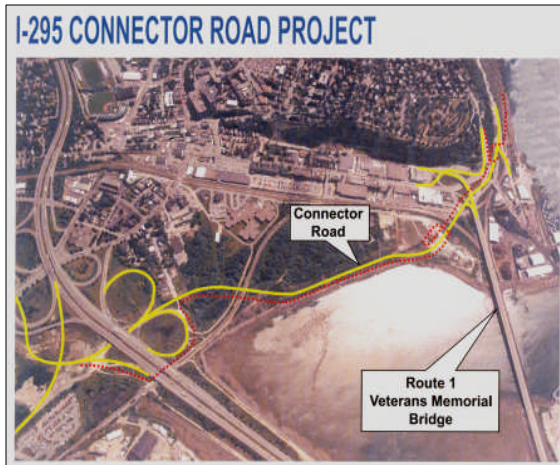 I-295 CONNECTOR ROAD PROJECT
Connector
Road
Route 1
Veterans Memorial
Bridge